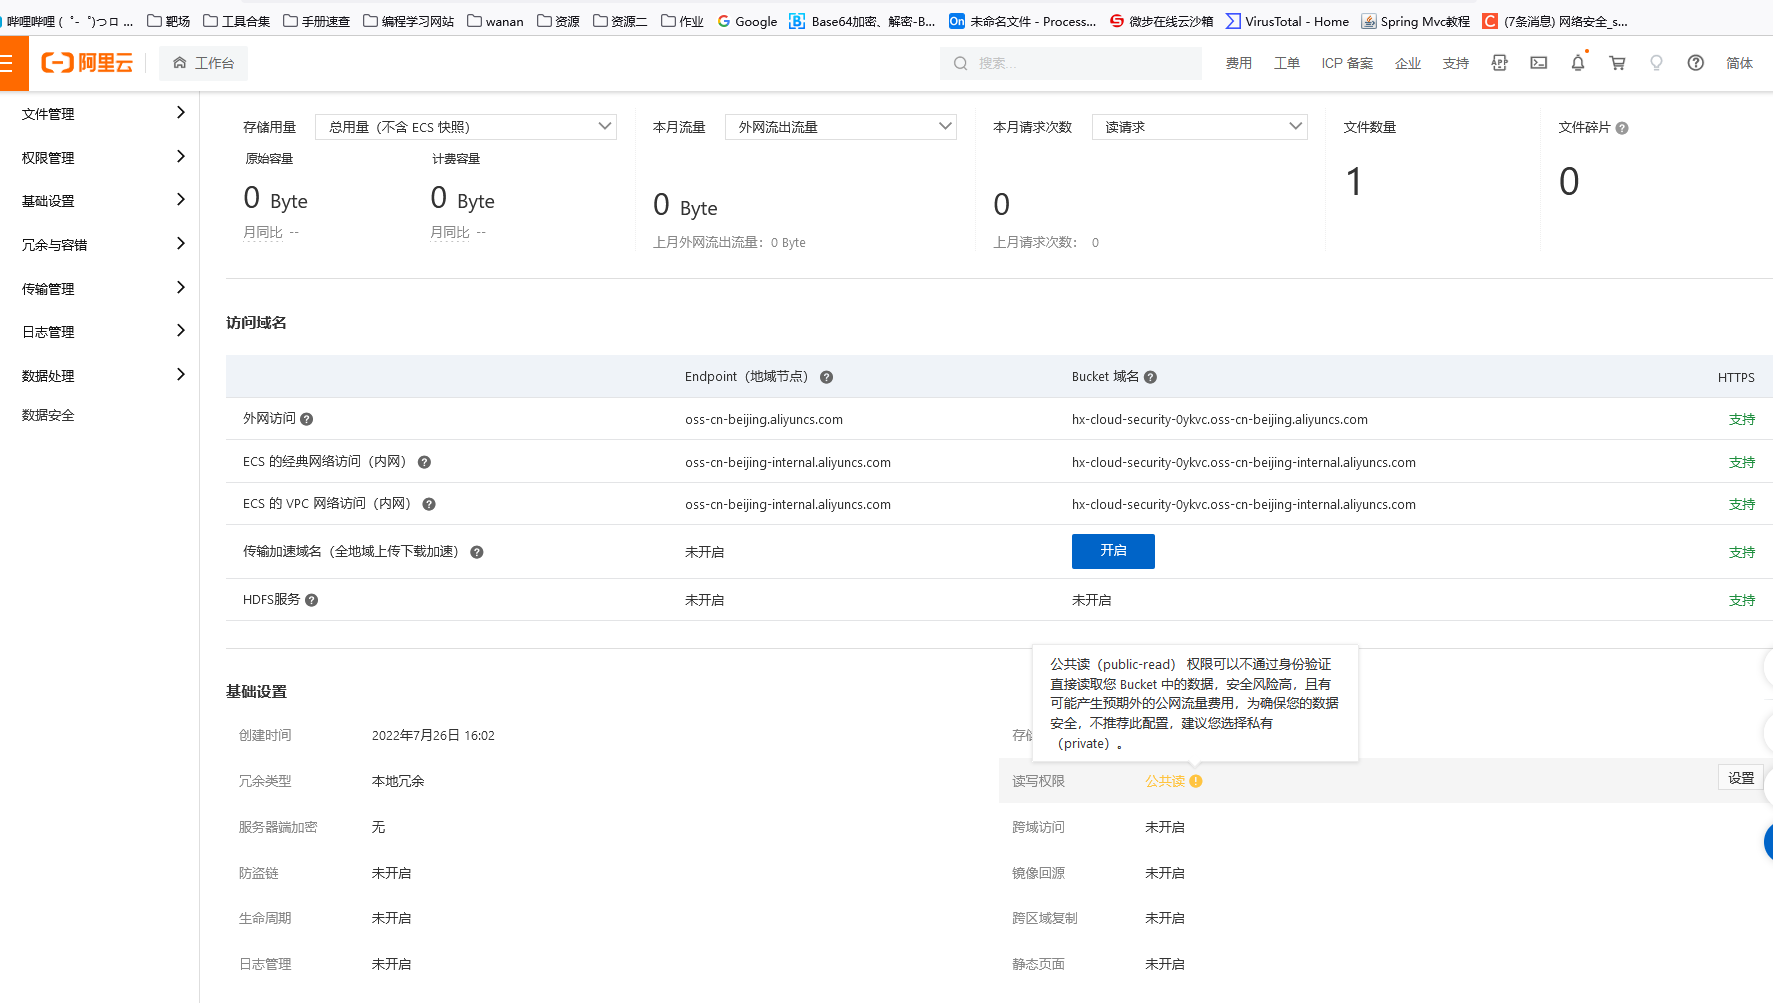 哔哩哔哩 (゜-゜)つロ ... 靶场 工具合集 手册速查 编程学习网站 wanan 资源 资源二 作业 Google Base64加密、解密-B... On 未命名文件 - Process... 微步在线云沙箱 VirusTotal - Home Spring Mvc教程 C (7条消息) 网络安全_s...
阿里云 工作台 搜索... 费用 工单 ICP 备案 企业 支持 简体
文件管理
权限管理
基础设置
冗余与容错
传输管理
日志管理
数据处理
数据安全
存储用量 总用量（不含 ECS 快照） 本月流量 外网流出流量 本月请求次数 读请求 文件数量 文件碎片
原始容量 计费容量
0 Byte 0 Byte 0 Byte 0 1 0
月同比 -- 月同比 -- 上月外网流出流量：0 Byte 上月请求次数： 0
访问域名
Endpoint（地域节点） Bucket 域名 HTTPS
外网访问 oss-cn-beijing.aliyuncs.com hx-cloud-security-0ykvc.oss-cn-beijing.aliyuncs.com 支持
ECS 的经典网络访问（内网） oss-cn-beijing-internal.aliyuncs.com hx-cloud-security-0ykvc.oss-cn-beijing-internal.aliyuncs.com 支持
ECS 的 VPC 网络访问（内网） oss-cn-beijing-internal.aliyuncs.com hx-cloud-security-0ykvc.oss-cn-beijing-internal.aliyuncs.com 支持
传输加速域名（全地域上传下载加速） 未开启 开启 支持
HDFS服务 未开启 未开启 支持
公共读（public-read） 权限可以不通过身份验证
直接读取您 Bucket 中的数据，安全风险高，且有
可能产生预期外的公网流量费用，为确保您的数据
安全，不推荐此配置，建议您选择私有
（private）。
基础设置
创建时间 2022年7月26日 16:02 存
冗余类型 本地冗余 读写权限 公共读 设置
服务器端加密 无 跨域访问 未开启
防盗链 未开启 镜像回源 未开启
生命周期 未开启 跨区域复制 未开启
日志管理 未开启 静态页面 未开启